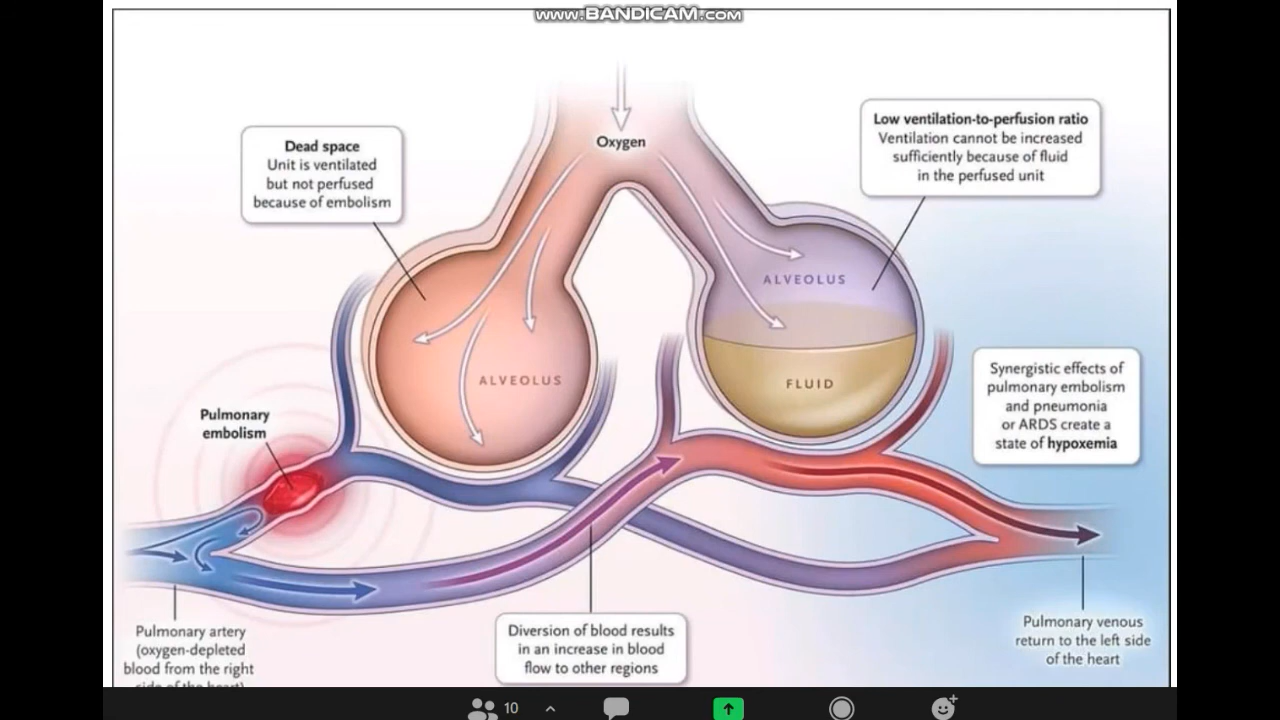 www.BANDICAM.com
Oxygen
Dead space
Unit is ventilated
but not perfused
because of embolism
Low ventilation-to-perfusion ratio
Ventilation cannot be increased
sufficiently because of fluid
in the perfused unit
ALVEOLUS
ALVEOLUS
FLUID
Synergistic effects of
pulmonary embolism
and pneumonia
or ARDS create a
state of hypoxemia
Pulmonary
embolism
Pulmonary artery
(oxygen-depleted
blood from the right
side of the heart)
Diversion of blood results
in an increase in blood
flow to other regions
Pulmonary venous
return to the left side
of the heart
10